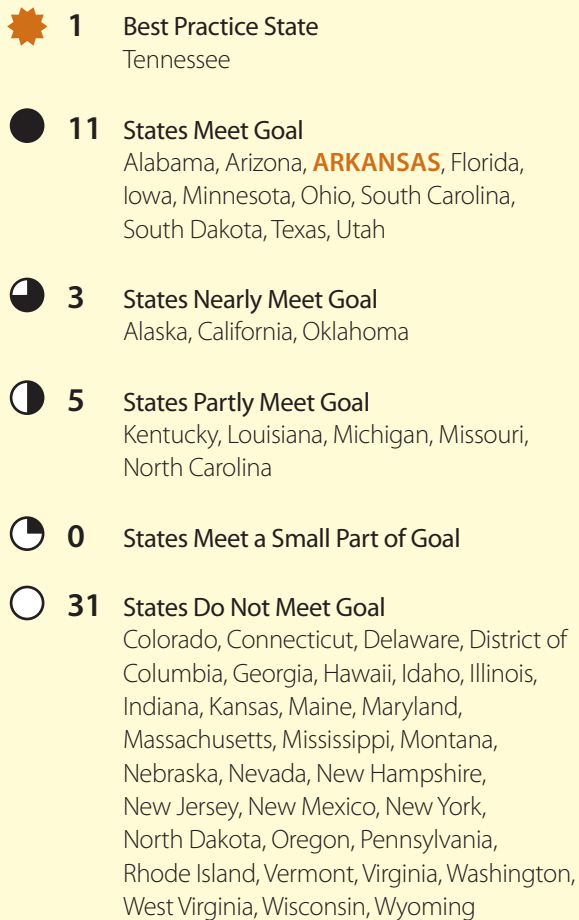 1 Best Practice State
Tennessee
11 States Meet Goal
Alabama, Arizona, ARKANSAS, Florida,
Iowa, Minnesota, Ohio, South Carolina,
South Dakota, Texas, Utah
3 States Nearly Meet Goal
Alaska, California, Oklahoma
5 States Partly Meet Goal
Kentucky, Louisiana, Michigan, Missouri,
North Carolina
0 States Meet a Small Part of Goal
31 States Do Not Meet Goal
Colorado, Connecticut, Delaware, District of
Columbia, Georgia, Hawaii, Idaho, Illinois,
Indiana, Kansas, Maine, Maryland,
Massachusetts, Mississippi, Montana,
Nebraska, Nevada, New Hampshire,
New Jersey, New Mexico, New York,
North Dakota, Oregon, Pennsylvania,
Rhode Island, Vermont, Virginia, Washington,
West Virginia, Wisconsin, Wyoming